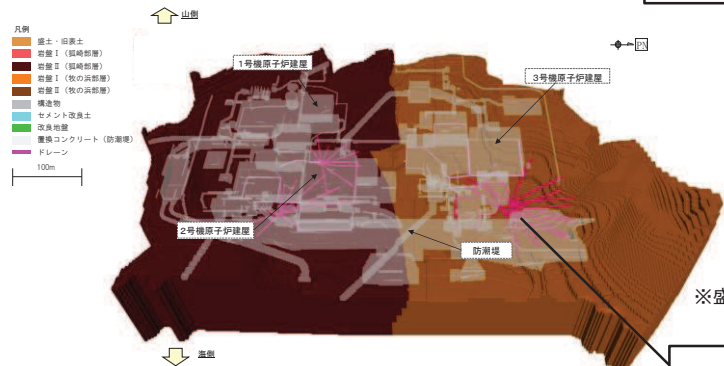 山側
凡例
盛土・旧表土
岩盤Ⅰ（狐崎部層）
岩盤Ⅱ（狐崎部層）
岩盤Ⅰ（牧の浜部層）
岩盤Ⅱ（牧の浜部層）
構造物
セメント改良土
改良地盤
置換コンクリート（防潮堤）
ドレーン
100m
PN
1号機原子炉建屋
3号機原子炉建屋
2号機原子炉建屋
防潮堤
※盛
海側